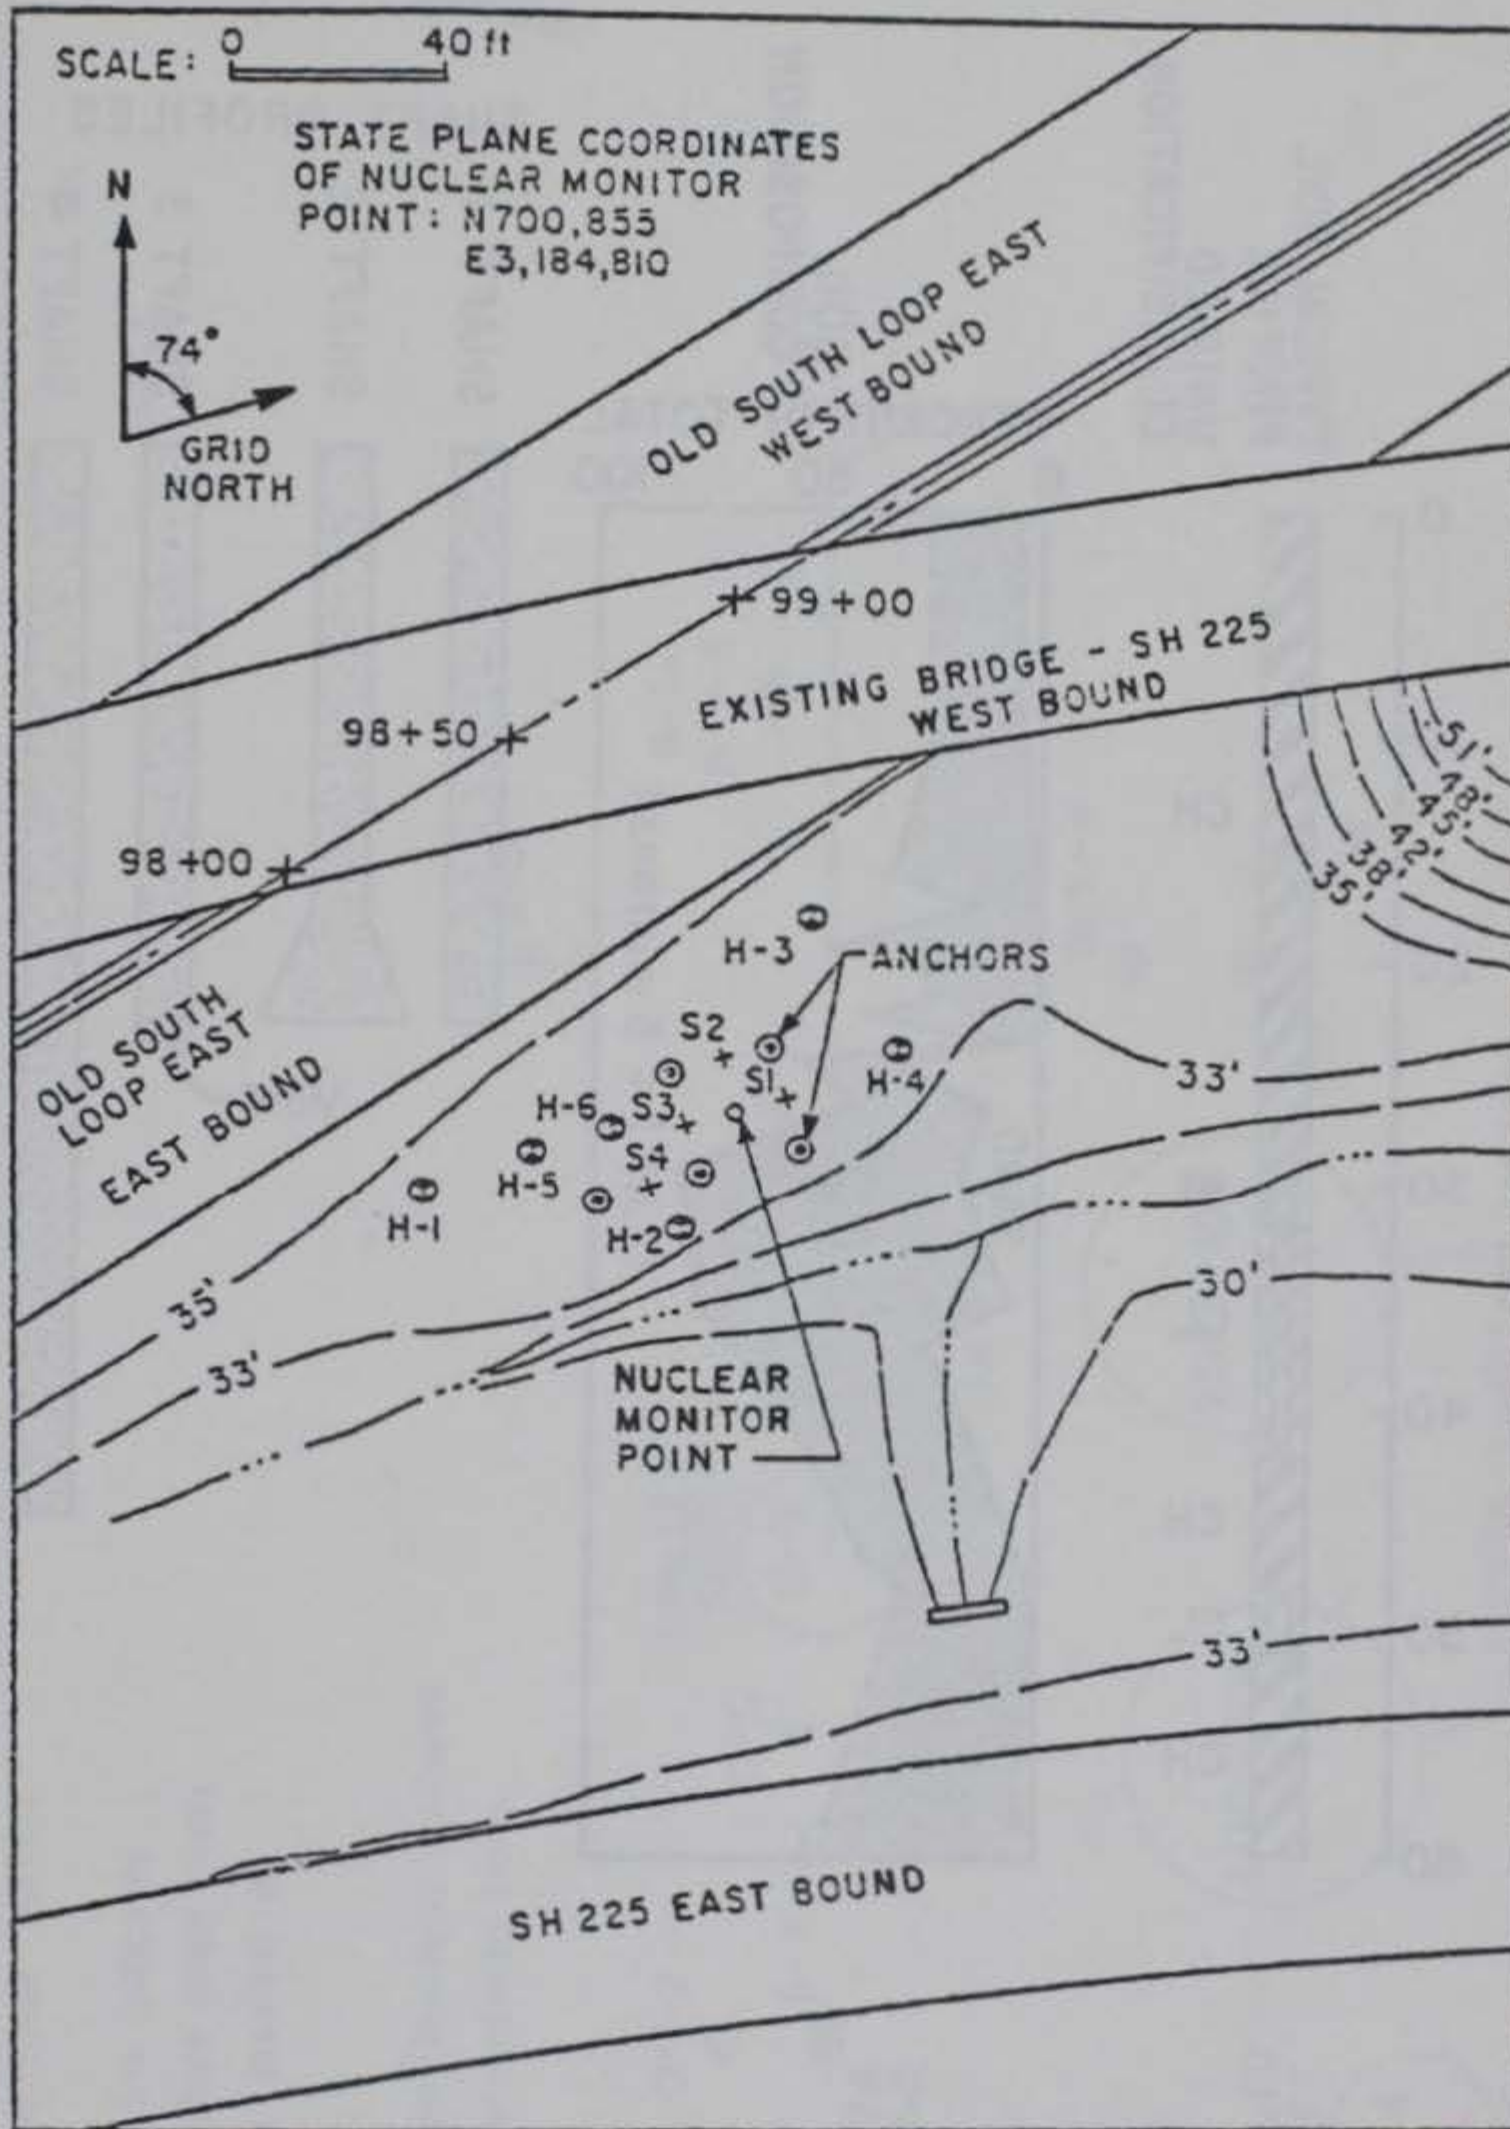 SCALE: 0 40 ft
STATE PLANE COORDINATES
OF NUCLEAR MONITOR
POINT: N700,855
E3,184,810
N
74°
GRID
NORTH
OLD SOUTH LOOP EAST
WEST BOUND
99+00
EXISTING BRIDGE - SH 225
WEST BOUND
98+50
98+00
51'
48'
45'
42'
38'
35'
H-3
ANCHORS
OLD SOUTH
LOOP EAST
EAST BOUND
S2
S1
H-4
33'
H-6
S3
S4
H-5
H-1
H-2
35'
33'
30'
NUCLEAR
MONITOR
POINT
33'
SH 225 EAST BOUND